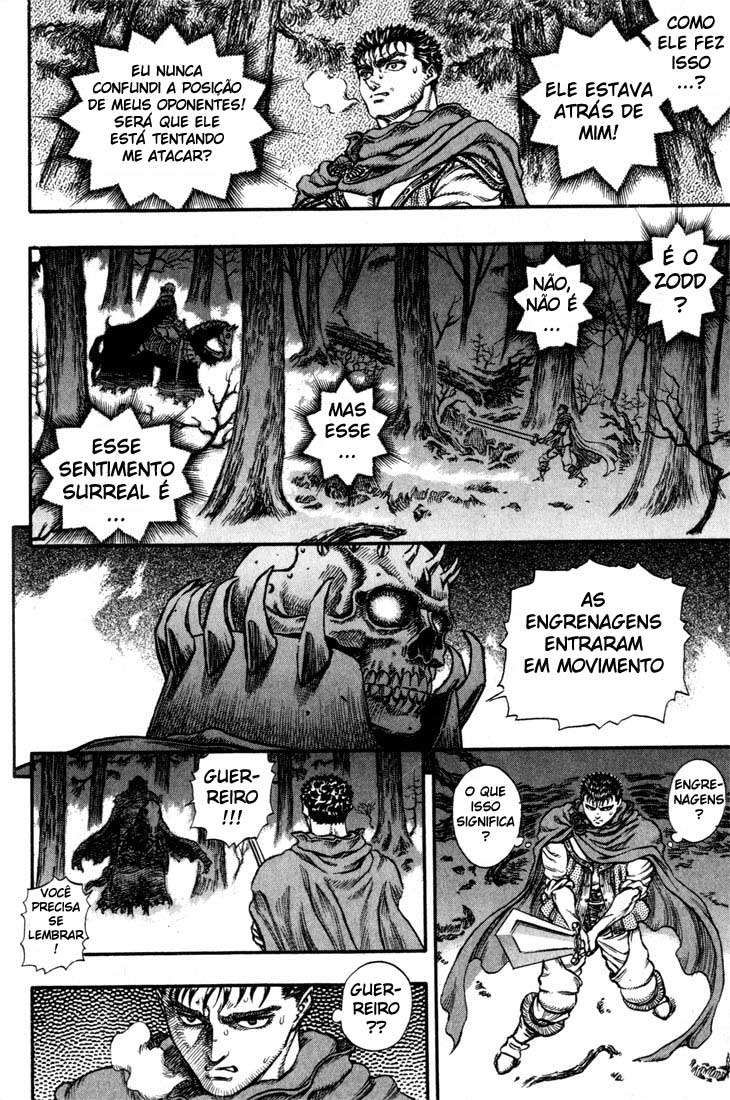 COMO
ELE FEZ
ISSO
...?
ELE ESTAVA
ATRÁS DE
MIM!
EU NUNCA
CONFUNDI A POSIÇÃO
DE MEUS OPONENTES!
SERÁ QUE ELE
ESTÁ TENTANDO
ME ATACAR?
É O
ZODD
?
NÃO,
NÃO É
...
MAS
ESSE
...
ESSE
SENTIMENTO
SURREAL É
...
AS
ENGRENAGENS
ENTRARAM
EM MOVIMENTO
ENGRE-
NAGENS
?
O QUE
ISSO
SIGNIFICA
?
GUER-
REIRO
!!!
VOCÊ
PRECISA
SE
LEMBRAR
!
GUER-
REIRO
??